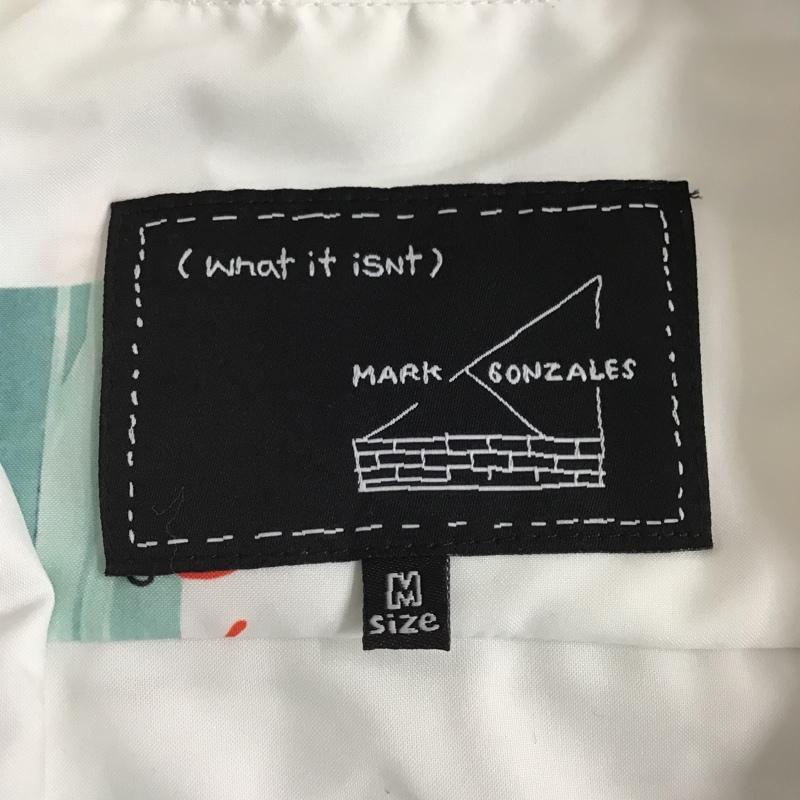 (What it iSNt)
MARK GONZALES
M
size